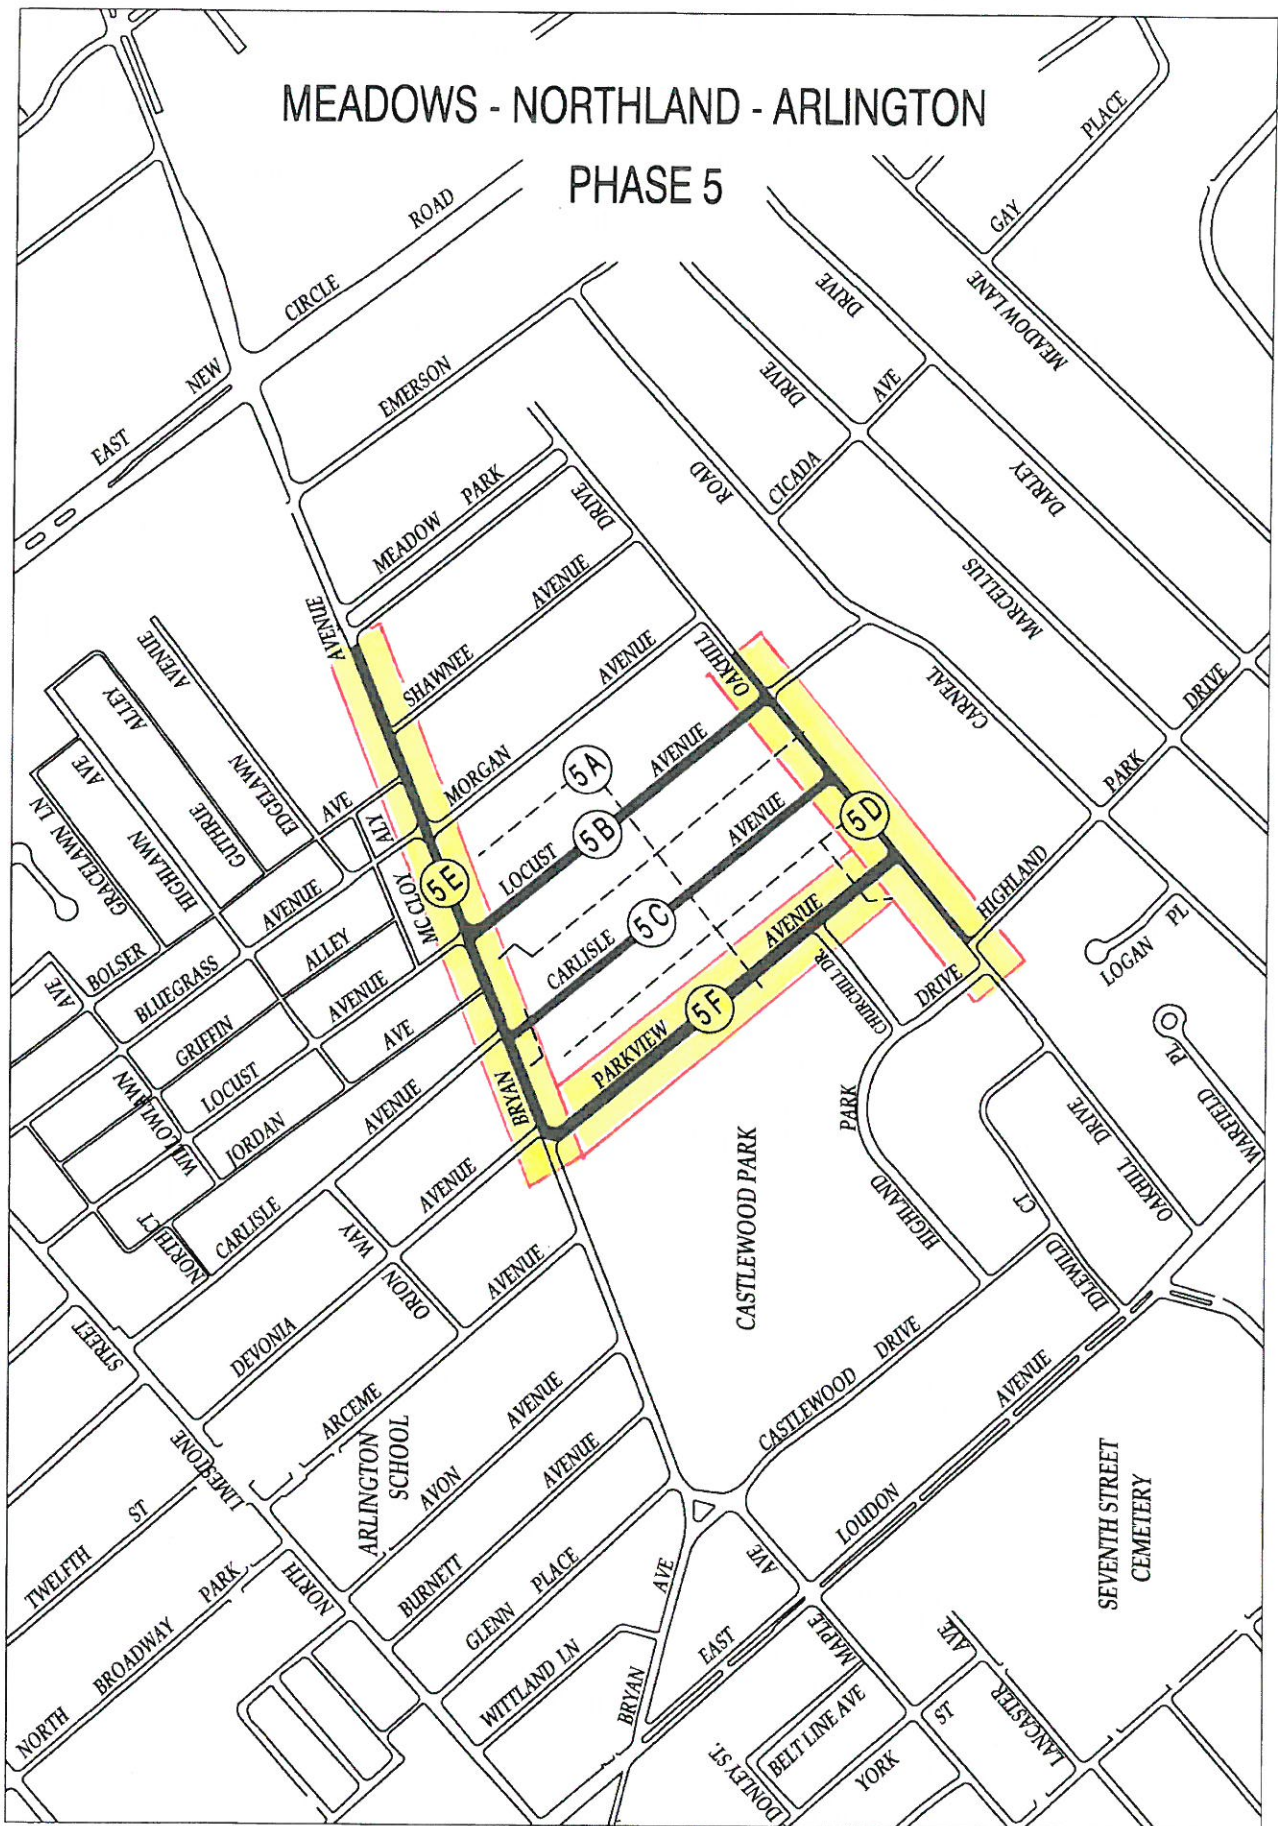 MEADOWS - NORTHLAND - ARLINGTON
PHASE 5
GAY PLACE
MEADOW LANE
EAST NEW CIRCLE ROAD
EMERSON DRIVE
DRIVE
CICADA AVE
DARLEY
MARCELLUS DRIVE
MEADOW PARK
ROAD
CARNEAL
SHAWNEE AVENUE
MORGAN AVENUE
OAKHILL DRIVE
HIGHLAND PARK DRIVE
BRYAN AVENUE
5A
5B
5C
5D
5E
5F
LOCUST AVENUE
CARLISLE AVENUE
PARKVIEW AVENUE
CHURCHILL DR.
EDGELAWN AVENUE
GUTHRIE ALLEY
HIGHLAWN AVE
GRACELAWN LN
AVE
ALY
MC CLOY
BOLSER AVE
BLUEGRASS AVENUE
GRIFFIN ALLEY
LOCUST AVENUE
JORDAN AVE
WILLOWLAWN
NORTH CT
CARLISLE AVENUE
DEVONIA AVENUE
ORION WAY
ARCEME AVENUE
ARLINGTON
SCHOOL
AVON AVENUE
BURNETT AVENUE
GLENN PLACE
WITTLAND LN
BRYAN AVE
NORTH LIMESTONE STREET
TWELFTH ST
NORTH BROADWAY PARK
CASTLEWOOD PARK
HIGHLAND PARK DRIVE
LOGAN PL
WARFIELD PL
OAKHILL DRIVE
IDLEWILD CT
CASTLEWOOD DRIVE
EAST LOUDON AVENUE
SEVENTH STREET
CEMETERY
MAPLE AVE
BELT LINE AVE
DONLEY ST.
YORK ST
LANCASTER AVE